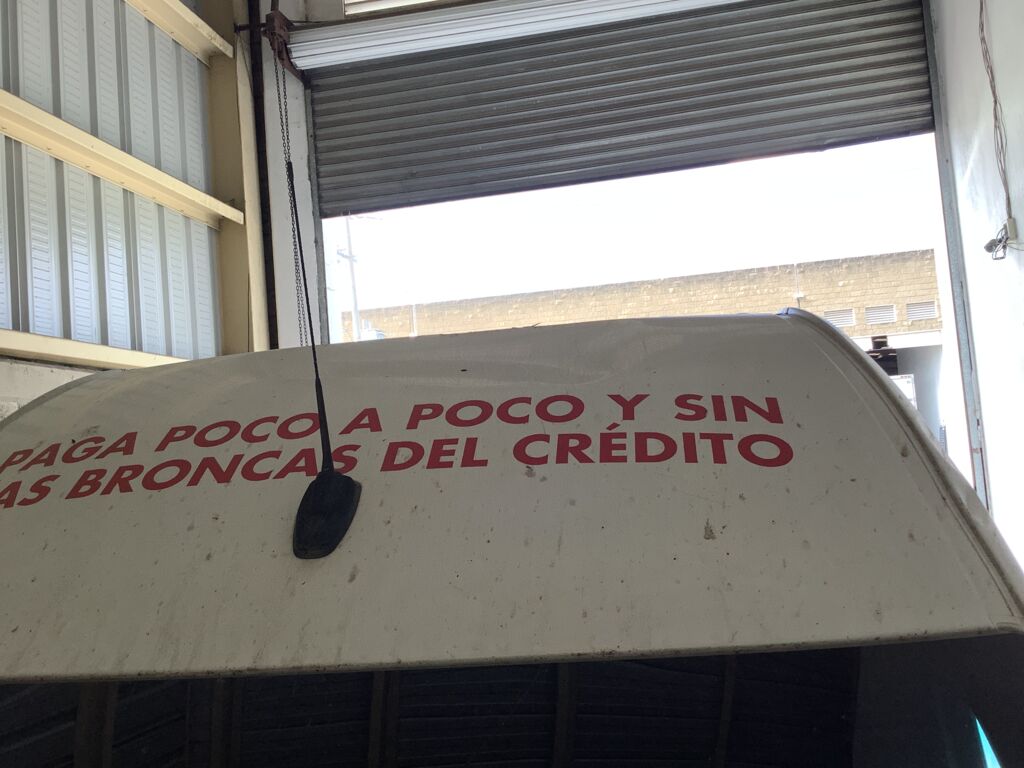 PAGA POCO A POCO Y SIN
AS BRONCAS DEL CRÉDITO